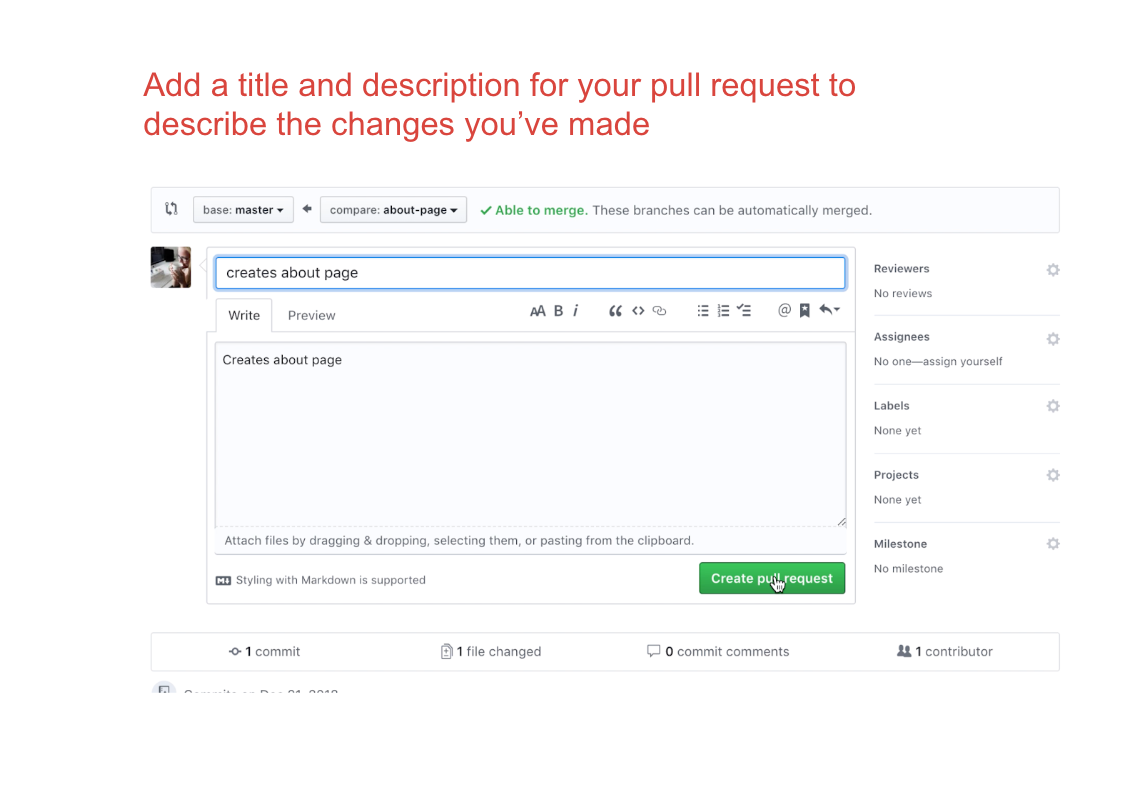 Add a title and description for your pull request to
describe the changes you’ve made
base: master compare: about-page Able to merge. These branches can be automatically merged.
creates about page
Write Preview AA B i @
Creates about page
Attach files by dragging & dropping, selecting them, or pasting from the clipboard.
Styling with Markdown is supported Create pull request
Reviewers
No reviews
Assignees
No one—assign yourself
Labels
None yet
Projects
None yet
Milestone
No milestone
1 commit 1 file changed 0 commit comments 1 contributor
Commits on Dec